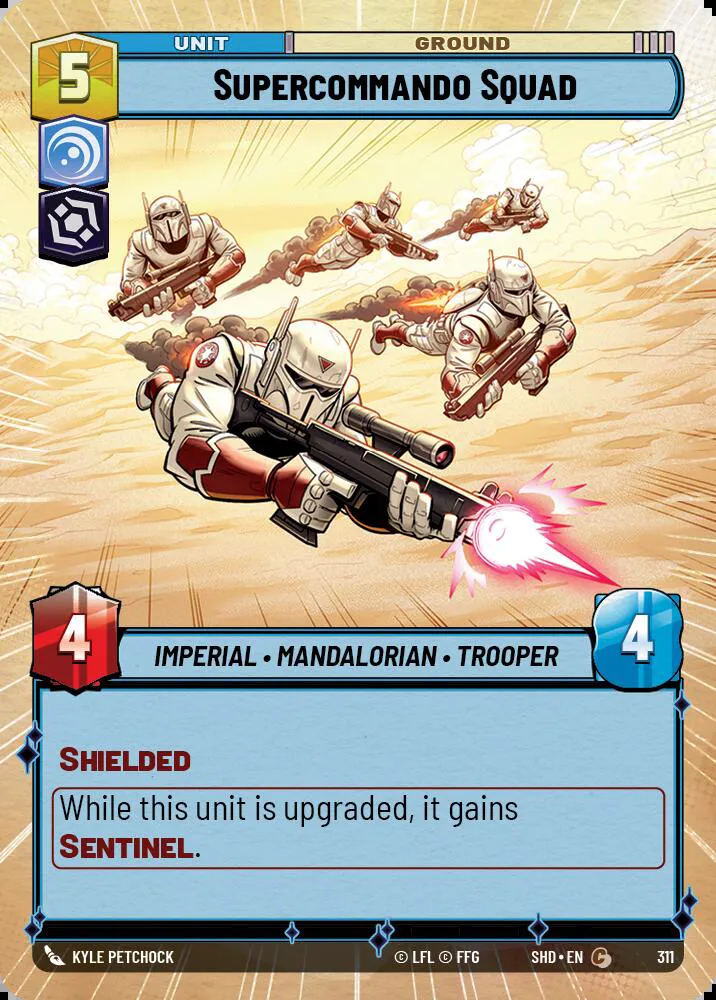 UNIT GROUND
5
SUPERCOMMANDO SQUAD
4
IMPERIAL • MANDALORIAN • TROOPER
4
SHIELDED
While this unit is upgraded, it gains
SENTINEL.
KYLE PETCHOCK © LFL © FFG SHD • EN C 311